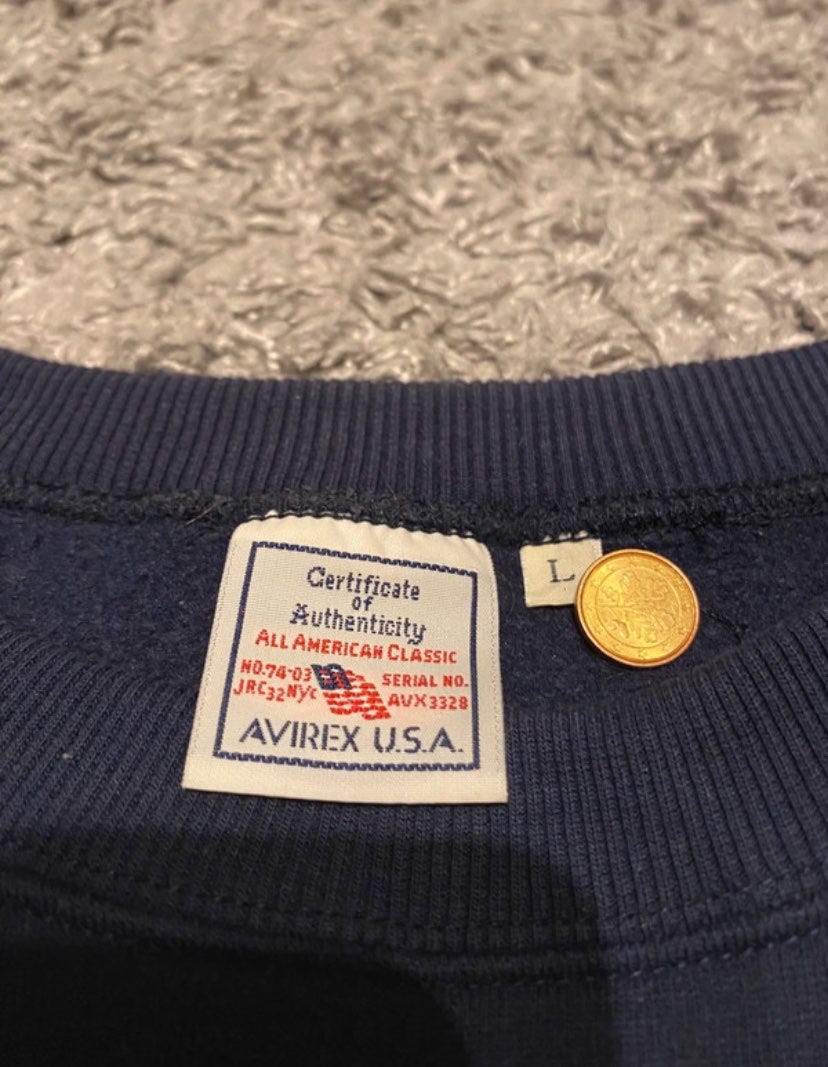 Certificate
of
Authenticity
ALL AMERICAN CLASSIC
NO.74-03 SERIAL NO.
JRC32NYC AVX3328
AVIREX U.S.A.
L